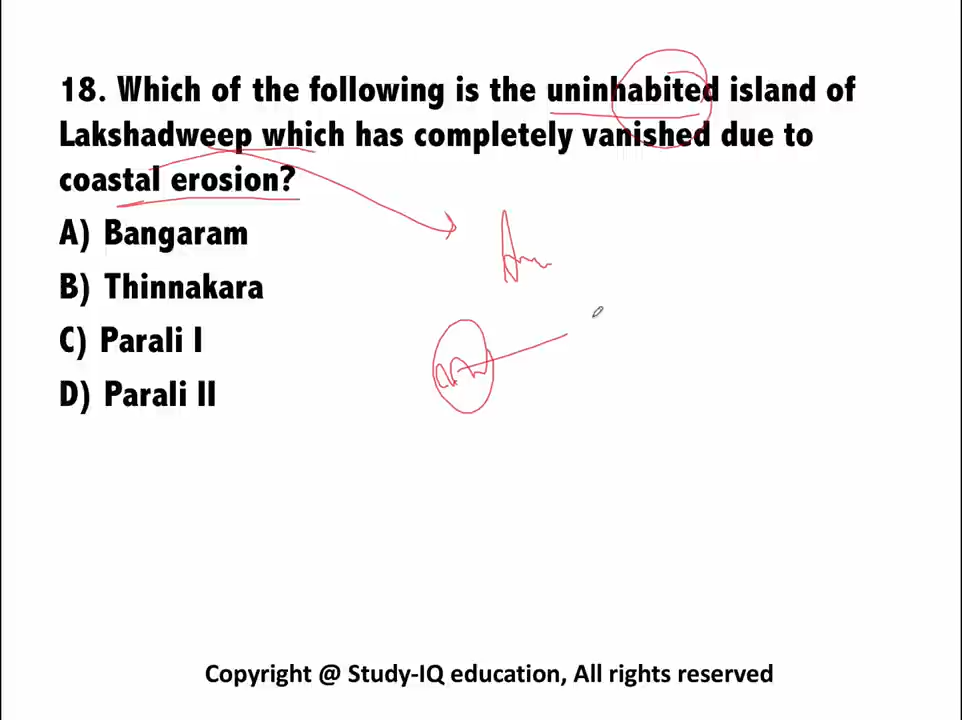 18. Which of the following is the uninhabited island of
Lakshadweep which has completely vanished due to
coastal erosion?
A) Bangaram
B) Thinnakara
C) Parali I
D) Parali II
Copyright @ Study-IQ education, All rights reserved